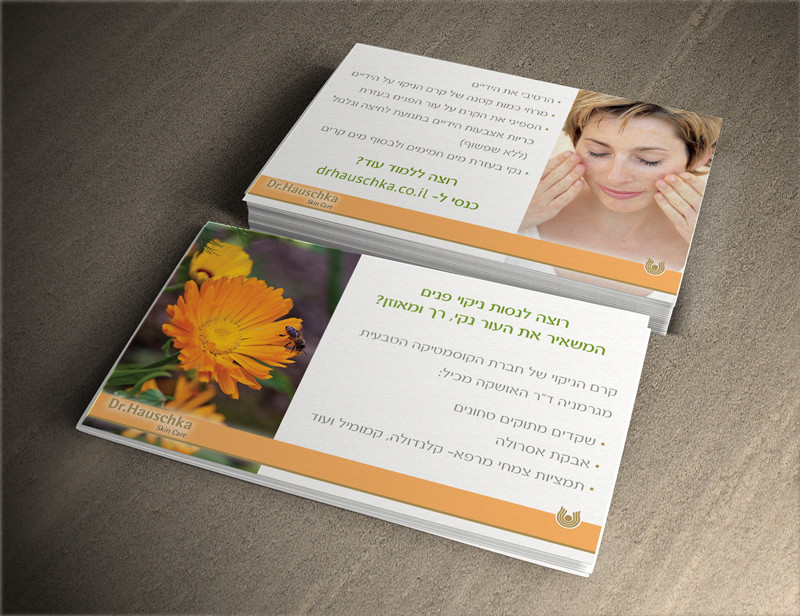 הרטיבי את הידיים
מרחי כמות קטנה של קרם הניקוי על הידיים
הספיגי את הקרם על עור הפנים בעזרת
כריות אצבעות הידיים בתנועת לחיצה וגלגול
(ללא שפשוף)
נקי בעזרת מים חמימים ולבסוף מים קרים
רוצה ללמוד עוד?
כנסי ל- drhauschka.co.il
Dr.Hauschka
Skin Care
רוצה לנסות ניקוי פנים
המשאיר את העור נקי, רך ומאוזן?
קרם הניקוי של חברת הקוסמטיקה הטבעית
מגרמניה ד"ר האושקה מכיל:
שקדים מתוקים טחונים
אבקת אסרולה
תמציות צמחי מרפא- קלנדולה, קמומיל ועוד
Dr.Hauschka
Skin Care